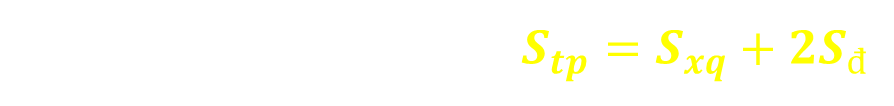 S_tp = S_xq + 2S_đ